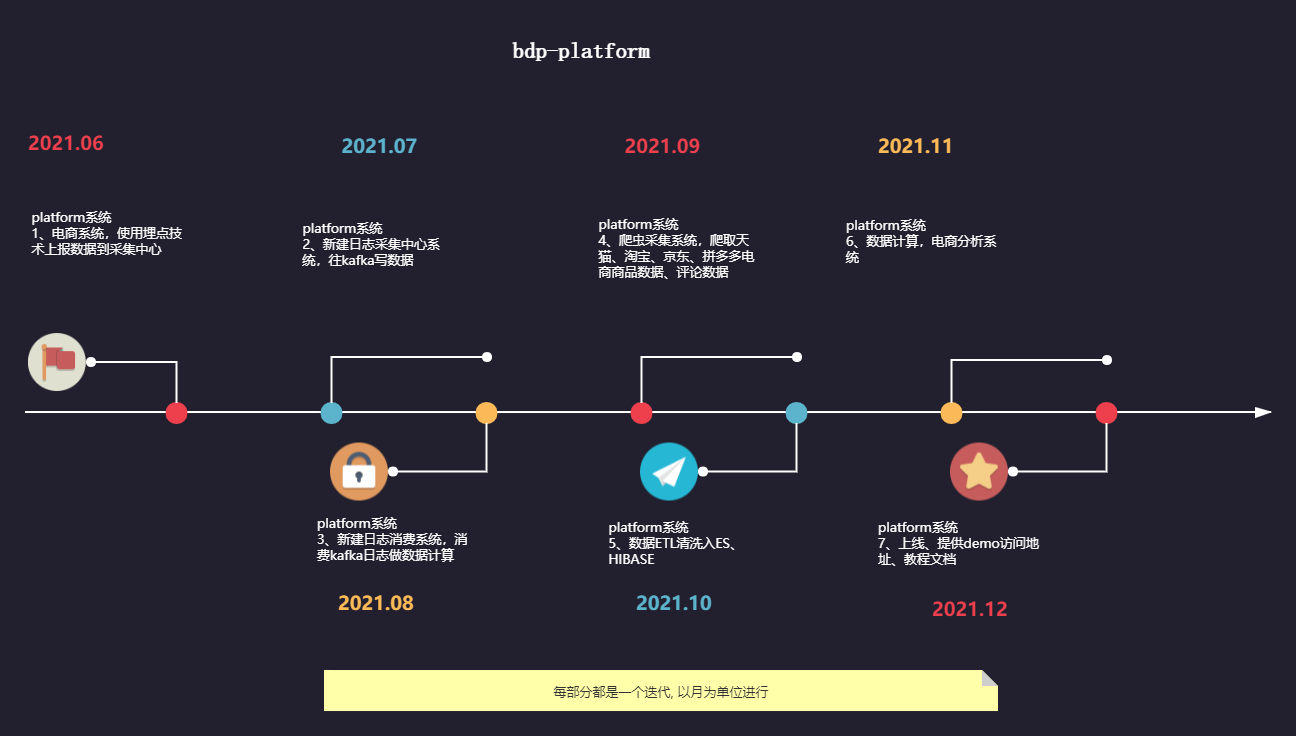 bdp-platform
2021.06
platform系统
1、电商系统，使用埋点技
术上报数据到采集中心
2021.07
platform系统
2、新建日志采集中心系
统，往kafka写数据
2021.09
platform系统
4、爬虫采集系统，爬取天
猫、淘宝、京东、拼多多电
商商品数据、评论数据
2021.11
platform系统
6、数据计算，电商分析系
统
platform系统
3、新建日志消费系统，消
费kafka日志做数据计算
2021.08
platform系统
5、数据ETL清洗入ES、
HIBASE
2021.10
platform系统
7、上线、提供demo访问地
址、教程文档
2021.12
每部分都是一个迭代, 以月为单位进行